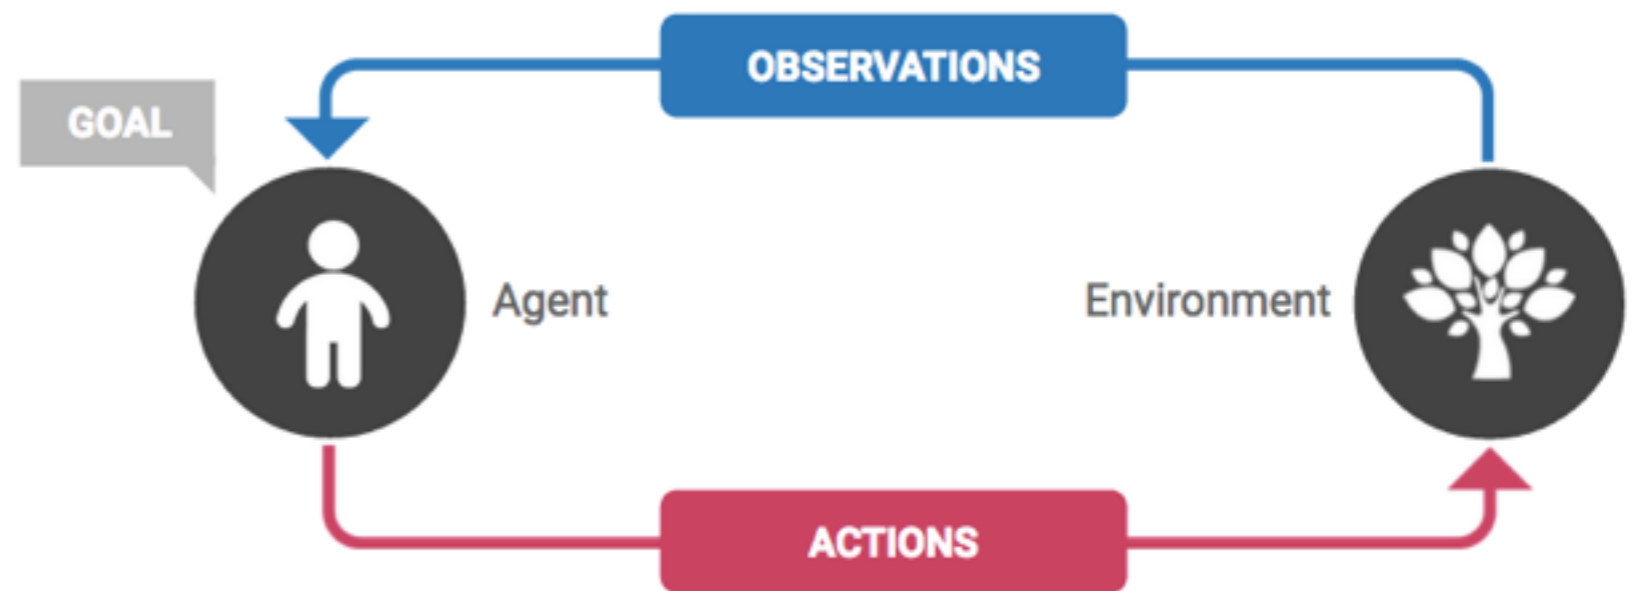 OBSERVATIONS
GOAL
Agent
Environment
ACTIONS